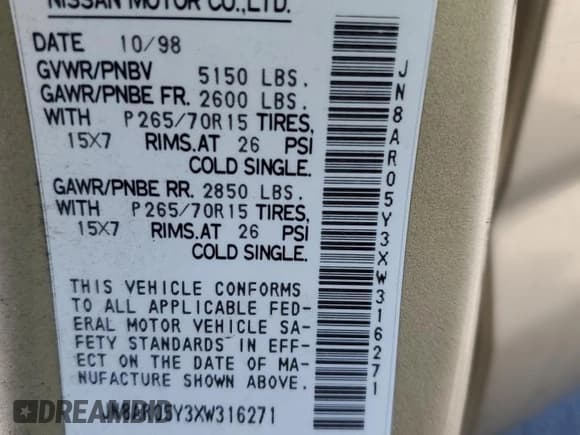 NISSAN MOTOR CO.,LTD.
DATE 10/98
GVWR/PNBV 5150 LBS.
GAWR/PNBE FR. 2600 LBS.
WITH P265/70R15 TIRES,
15X7 RIMS.AT 26 PSI
COLD SINGLE.
GAWR/PNBE RR. 2850 LBS.
WITH P265/70R15 TIRES,
15X7 RIMS.AT 26 PSI
COLD SINGLE.
THIS VEHICLE CONFORMS
TO ALL APPLICABLE FED-
ERAL MOTOR VEHICLE SA-
FETY STANDARDS IN EFF-
ECT ON THE DATE OF MA-
NUFACTURE SHOWN ABOVE.
JN8AR05Y3XW316271
JN8AR05Y3XW316271
DREAMBID